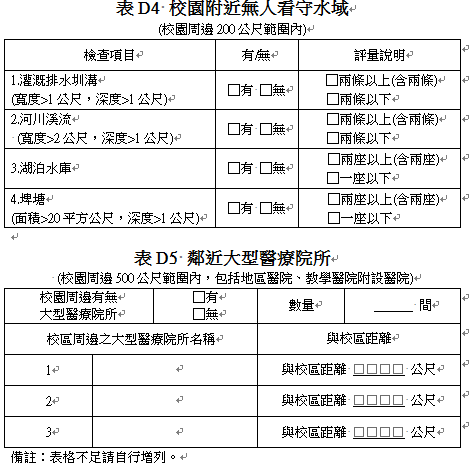 表 D4 校園附近無人看守水域
(校園周邊 200 公尺範圍內)
檢查項目 有/無 評量說明
1.灌溉排水圳溝
(寬度>1 公尺，深度>1 公尺)
□有 □無
□兩條以上(含兩條)
□兩條以下
2.河川溪流
(寬度>2 公尺，深度>1 公尺)
□有 □無
□兩條以上(含兩條)
□兩條以下
3.湖泊水庫
□有 □無
□兩座以上(含兩座)
□一座以下
4.埤塘
(面積>20 平方公尺，深度>1 公尺)
□有 □無
□兩座以上(含兩座)
□一座以下
表 D5 鄰近大型醫療院所
(校園周邊 500 公尺範圍內，包括地區醫院、教學醫院附設醫院)
校園周邊有無
大型醫療院所
□有
□無
數量
_____ 間
校區周邊之大型醫療院所名稱 與校區距離
1 與校區距離 □□□□ 公尺
2 與校區距離 □□□□ 公尺
3 與校區距離 □□□□ 公尺
備註：表格不足請自行增列。